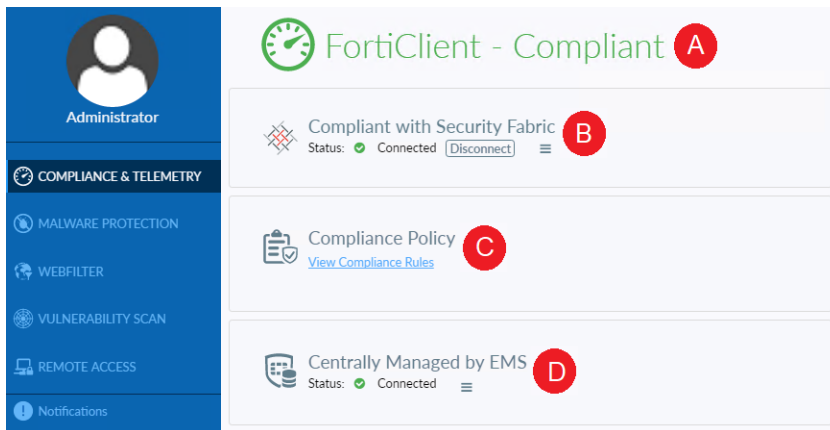 Administrator
COMPLIANCE & TELEMETRY
MALWARE PROTECTION
WEBFILTER
VULNERABILITY SCAN
REMOTE ACCESS
Notifications
FortiClient - Compliant A
Compliant with Security Fabric B
Status: Connected Disconnect
Compliance Policy C
View Compliance Rules
Centrally Managed by EMS D
Status: Connected